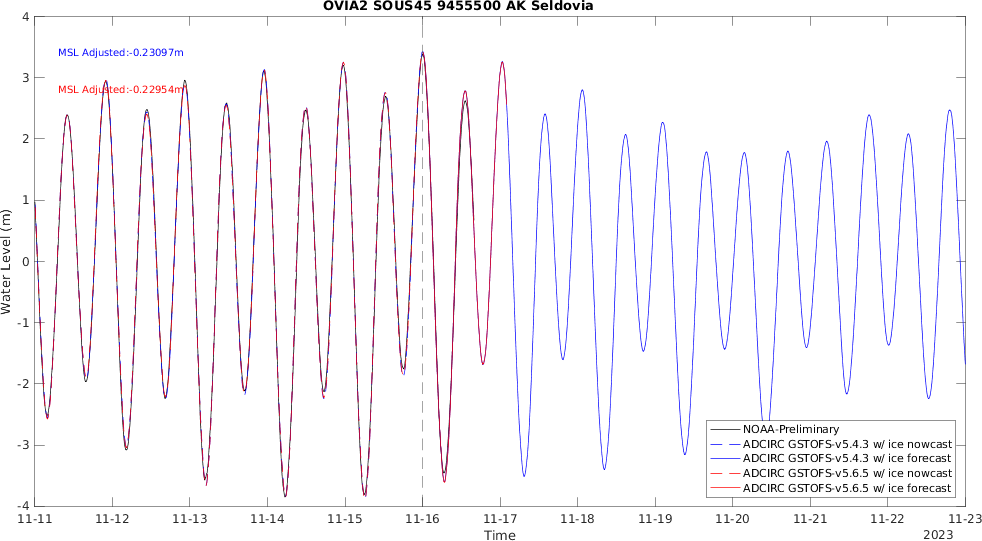 OVIA2 SOUS45 9455500 AK Seldovia
MSL Adjusted:-0.23097m
MSL Adjusted:-0.22954m
Water Level (m)
4
3
2
1
0
-1
-2
-3
-4
NOAA-Preliminary
ADCIRC GSTOFS-v5.4.3 w/ ice nowcast
ADCIRC GSTOFS-v5.4.3 w/ ice forecast
ADCIRC GSTOFS-v5.6.5 w/ ice nowcast
ADCIRC GSTOFS-v5.6.5 w/ ice forecast
11-11 11-12 11-13 11-14 11-15 11-16 11-17 11-18 11-19 11-20 11-21 11-22 11-23
Time
2023